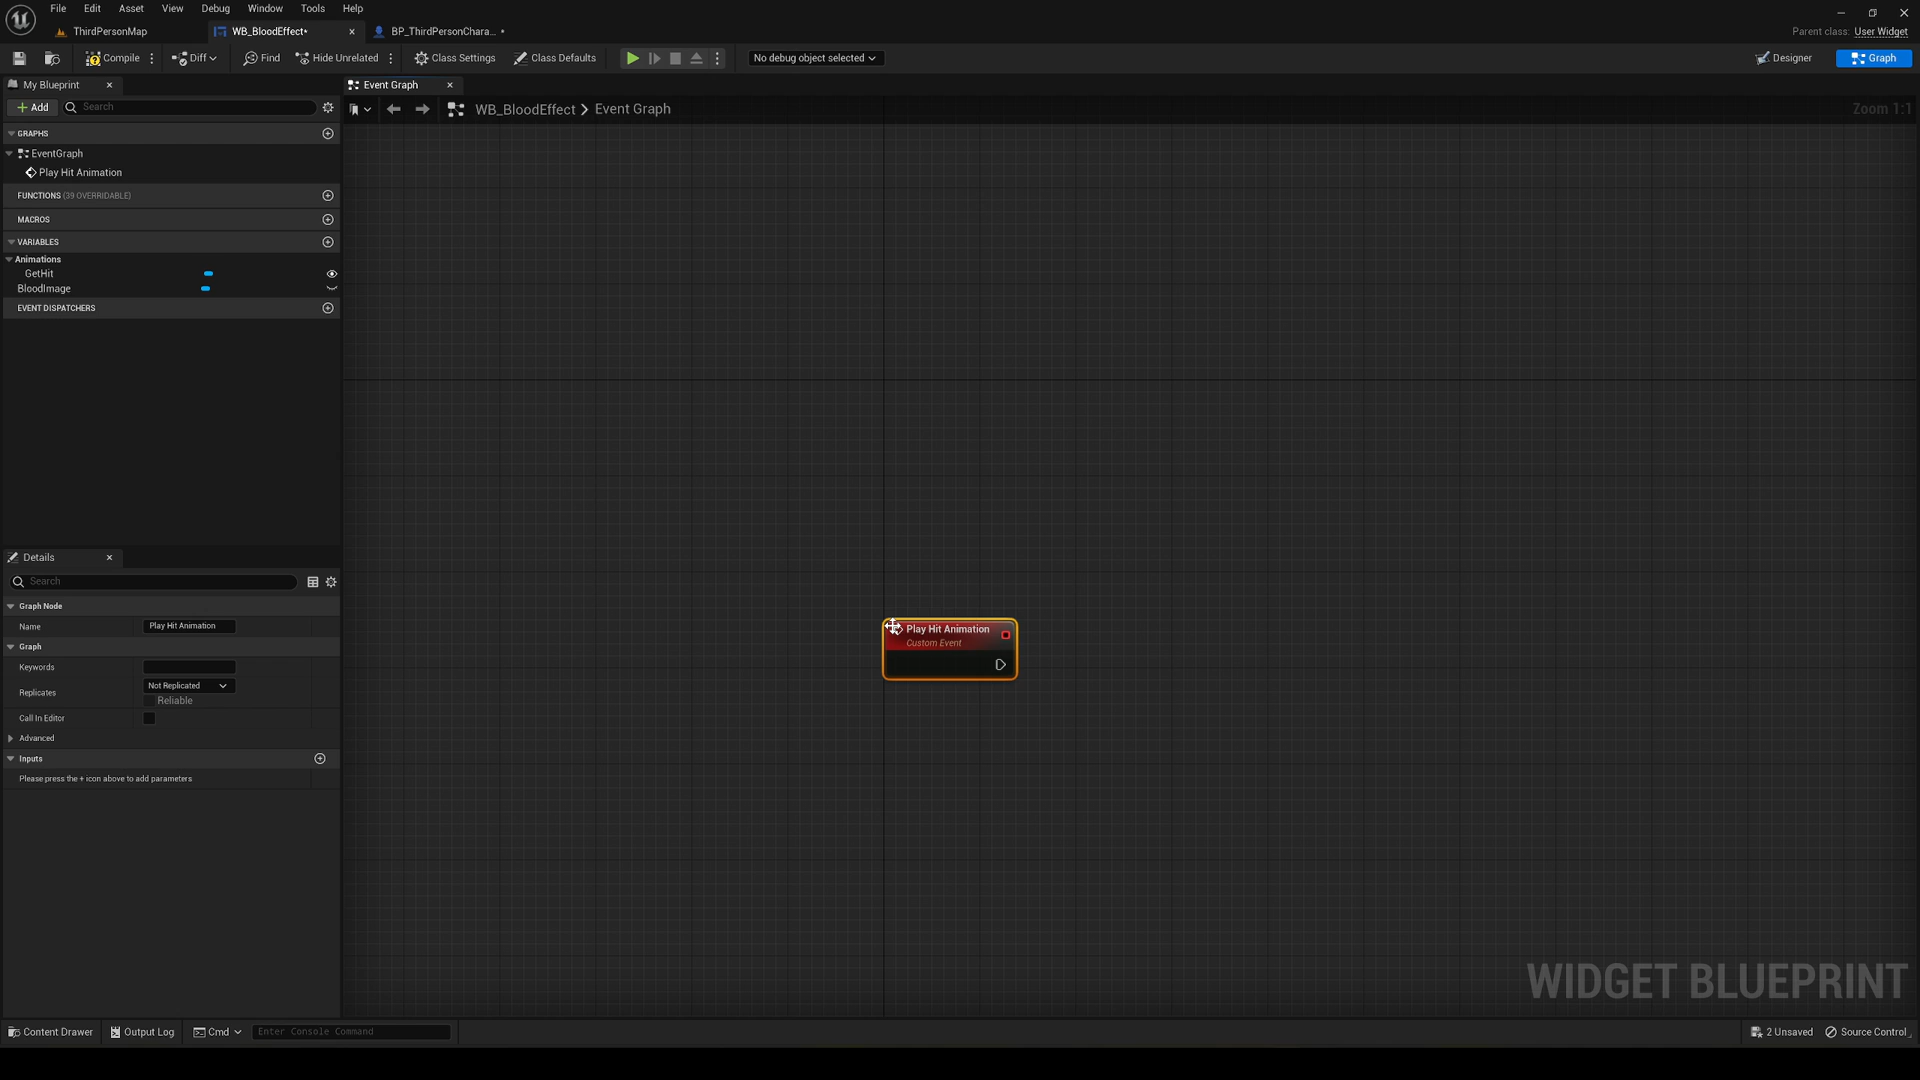 File Edit Asset View Debug Window Tools Help
ThirdPersonMap WB_BloodEffect* BP_ThirdPersonChara... *
Parent class: User Widget
Compile Diff Find Hide Unrelated Class Settings Class Defaults No debug object selected Designer Graph
My Blueprint Event Graph
Add Search WB_BloodEffect > Event Graph Zoom 1:1
GRAPHS
EventGraph
Play Hit Animation
FUNCTIONS (39 OVERRIDABLE)
MACROS
VARIABLES
Animations
GetHit
BloodImage
EVENT DISPATCHERS
Details
Search
Graph Node
Name Play Hit Animation
Graph
Keywords
Replicates Not Replicated
Reliable
Call In Editor
Advanced
Inputs
Please press the + icon above to add parameters
Play Hit Animation
Custom Event
WIDGET BLUEPRINT
Content Drawer Output Log Cmd Enter Console Command 2 Unsaved Source Control